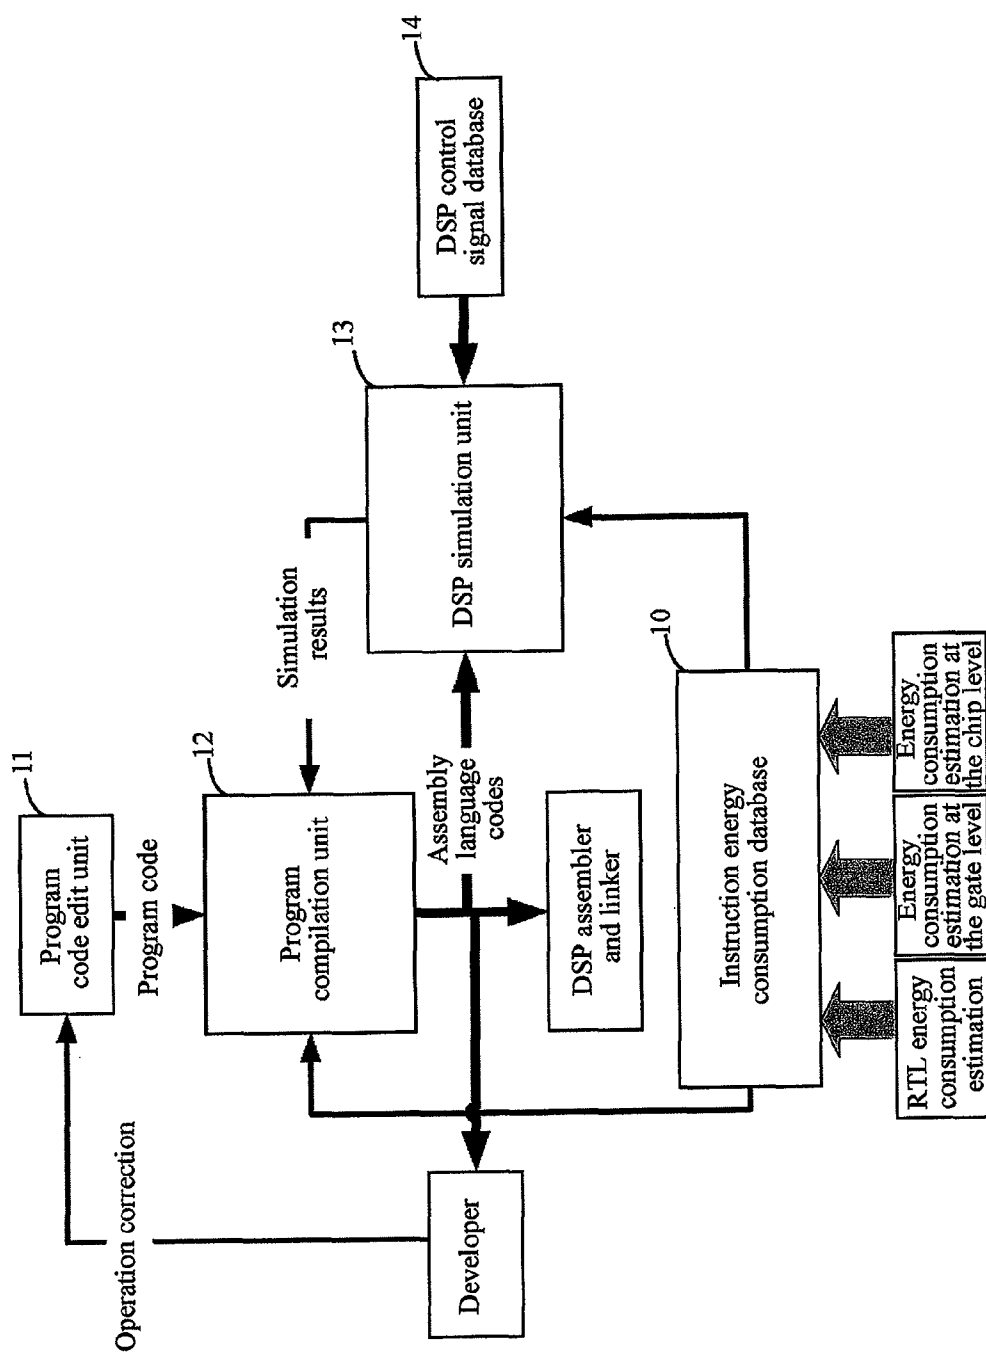 11
Program
code edit unit
Program code
Operation correction
12
Program
compilation unit
Simulation
results
13
DSP simulation unit
14
DSP control
signal database
Assembly
language
codes
Developer
DSP assembler
and linker
10
Instruction energy
consumption database
RTL energy
consumption
estimation
Energy
consumption
estimation at
the gate level
Energy
consumption
estimation at
the chip level